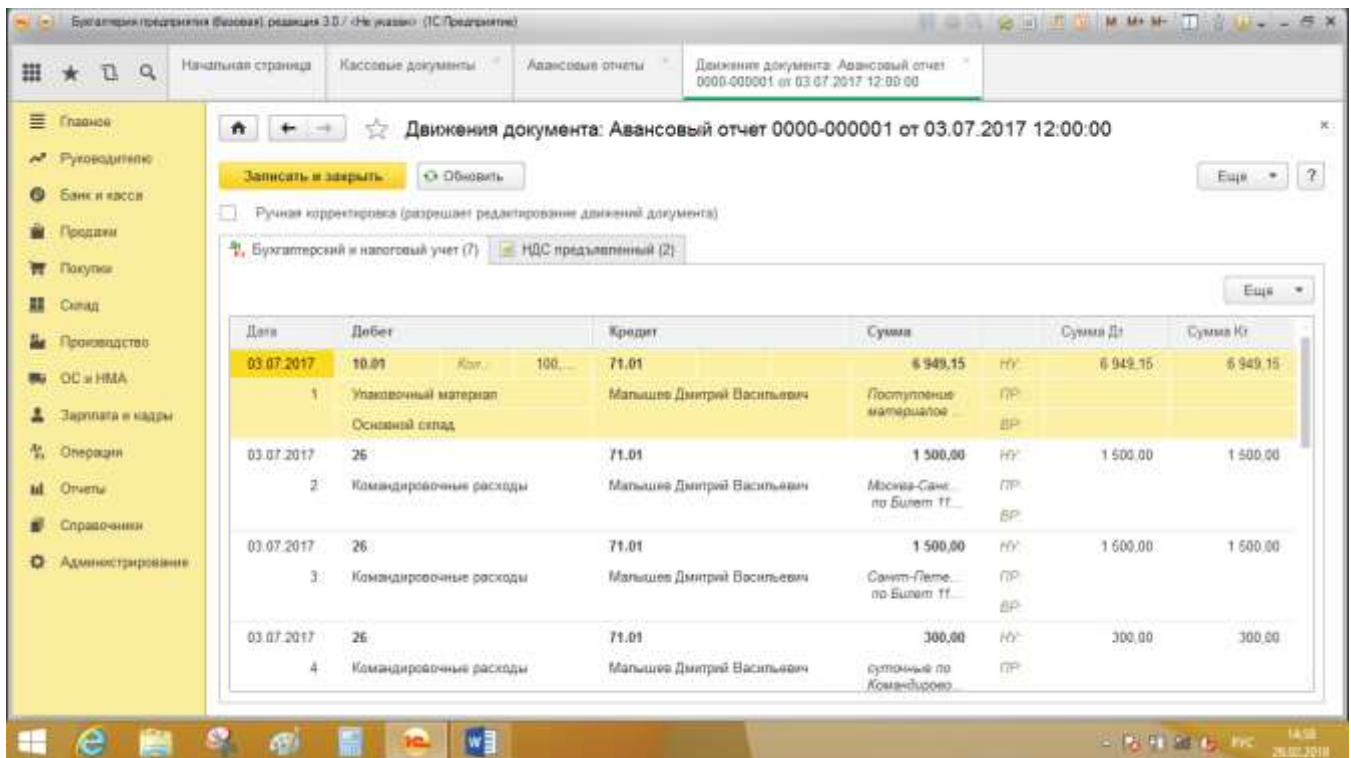 Бухгалтерия предприятия (базовая), редакция 3.0 / <Не указан> (1С:Предприятие)
M M+ M-
Начальная страница
Кассовые документы
Авансовые отчеты
Движения документа: Авансовый отчет
0000-000001 от 03.07.2017 12:00:00
Главное
Руководителю
Банк и касса
Продажи
Покупки
Склад
Производство
ОС и НМА
Зарплата и кадры
Операции
Отчеты
Справочники
Администрирование
Движения документа: Авансовый отчет 0000-000001 от 03.07.2017 12:00:00
Записать и закрыть Обновить Еще ?
Ручная корректировка (разрешает редактирование движений документа)
Бухгалтерский и налоговый учет (7) НДС предъявленный (2)
Еще
Дата Дебет Кредит Сумма Сумма Дт Сумма Кт
03.07.2017 10.01 Кол... 100,... 71.01 6 949,15 НУ: 6 949,15 6 949,15
1 Упаковочный материал Малышев Дмитрий Васильевич Поступление ПР:
материалов ...
Основной склад ВР:
03.07.2017 26 71.01 1 500,00 НУ: 1 500,00 1 500,00
2 Командировочные расходы Малышев Дмитрий Васильевич Москва-Санк... ПР:
по Билет 11...
ВР:
03.07.2017 26 71.01 1 500,00 НУ: 1 500,00 1 500,00
3 Командировочные расходы Малышев Дмитрий Васильевич Санкт-Пете... ПР:
по Билет 11...
ВР:
03.07.2017 26 71.01 300,00 НУ: 300,00 300,00
4 Командировочные расходы Малышев Дмитрий Васильевич суточные по ПР:
Командирово...
РУС 14:58
26.02.2018